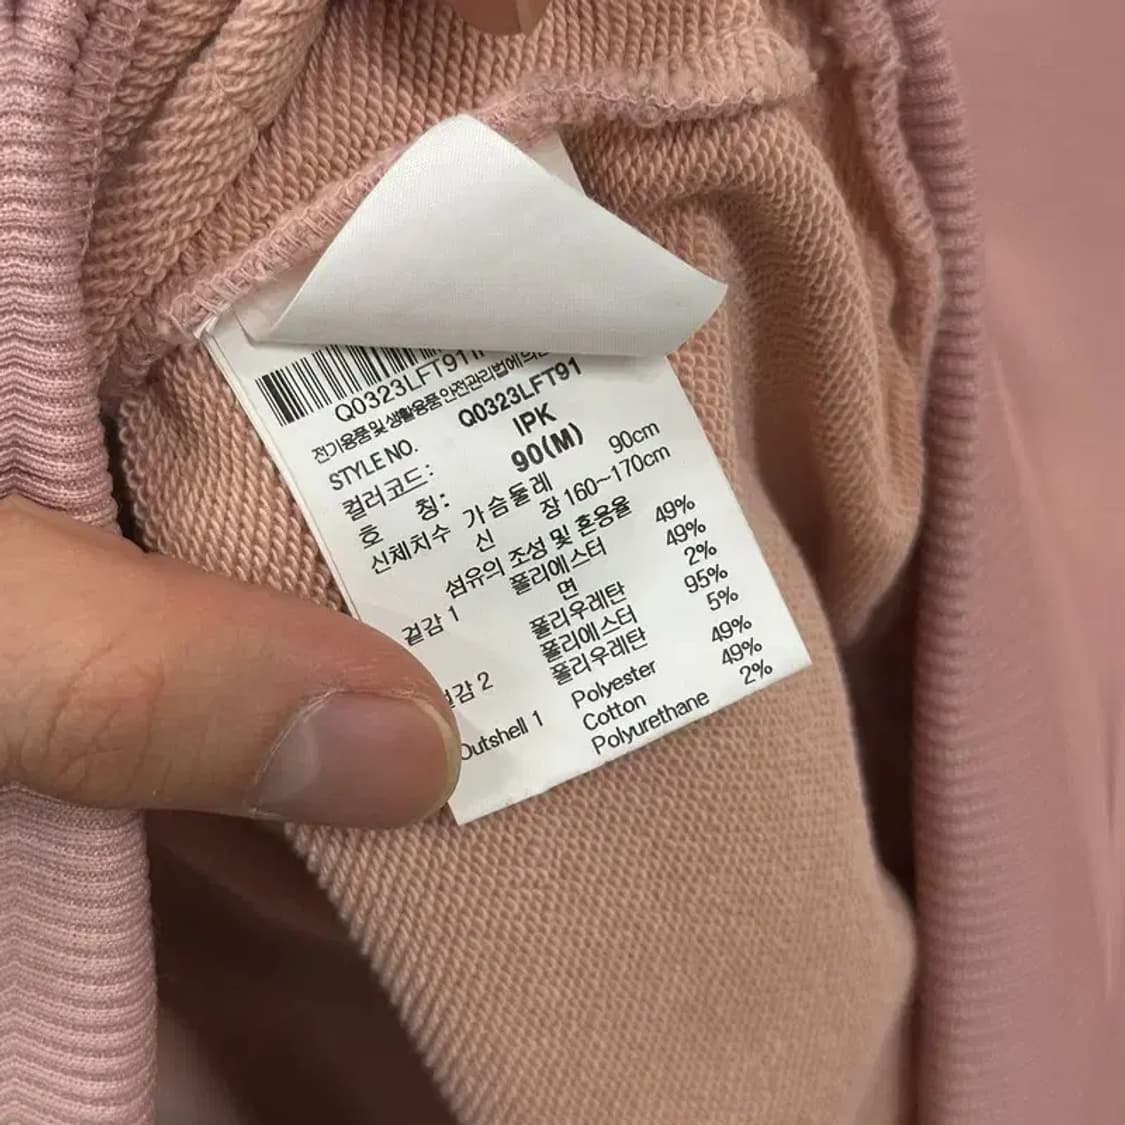 Q0323LFT91
전기용품 및 생활용품 안전관리법에 의한
STYLE NO. Q0323LFT91
컬러코드: IPK
호 칭: 90(M)
신체치수 가슴둘레 90cm
신 장 160~170cm
섬유의 조성 및 혼용율
겉감 1 폴리에스터 49%
면 49%
폴리우레탄 2%
겉감 2 폴리에스터 95%
폴리우레탄 5%
Outshell 1 Polyester 49%
Cotton 49%
Polyurethane 2%